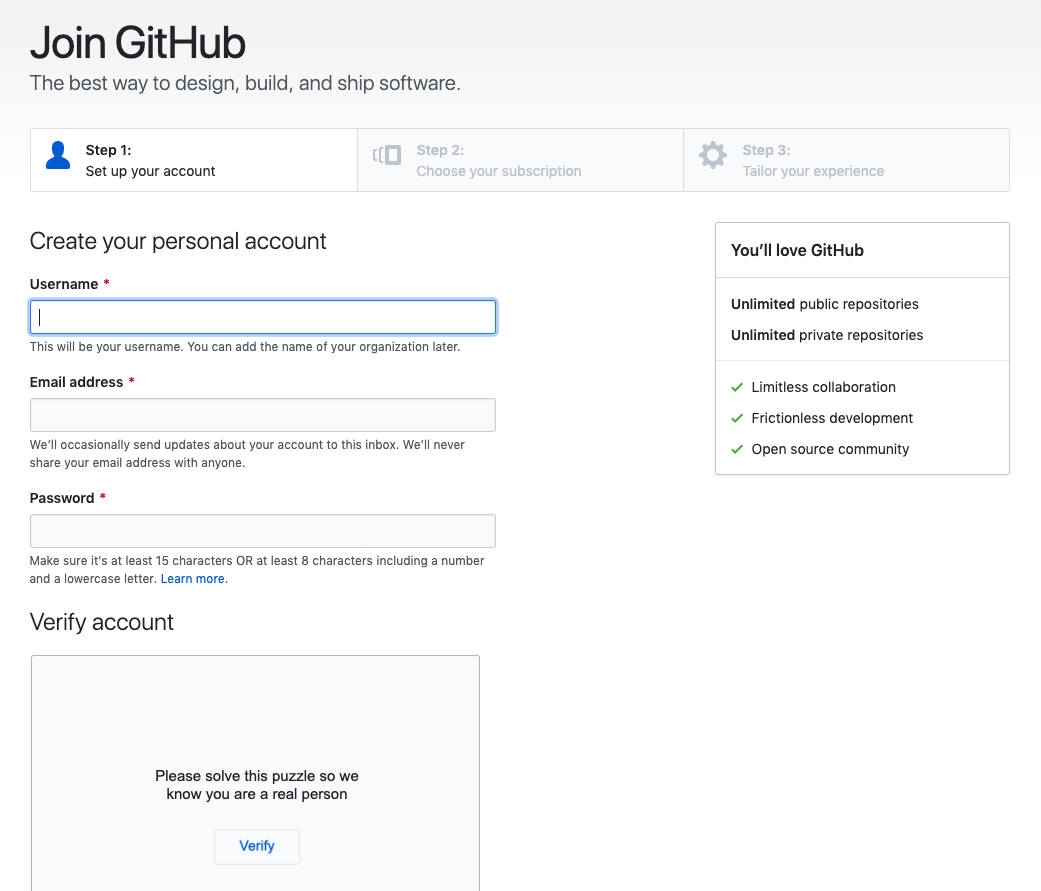 Join GitHub
The best way to design, build, and ship software.
Step 1:
Set up your account
Step 2:
Choose your subscription
Step 3:
Tailor your experience
Create your personal account
Username *
This will be your username. You can add the name of your organization later.
Email address *
We’ll occasionally send updates about your account to this inbox. We’ll never
share your email address with anyone.
Password *
Make sure it's at least 15 characters OR at least 8 characters including a number
and a lowercase letter. Learn more.
Verify account
Please solve this puzzle so we
know you are a real person
Verify
You’ll love GitHub
Unlimited public repositories
Unlimited private repositories
Limitless collaboration
Frictionless development
Open source community